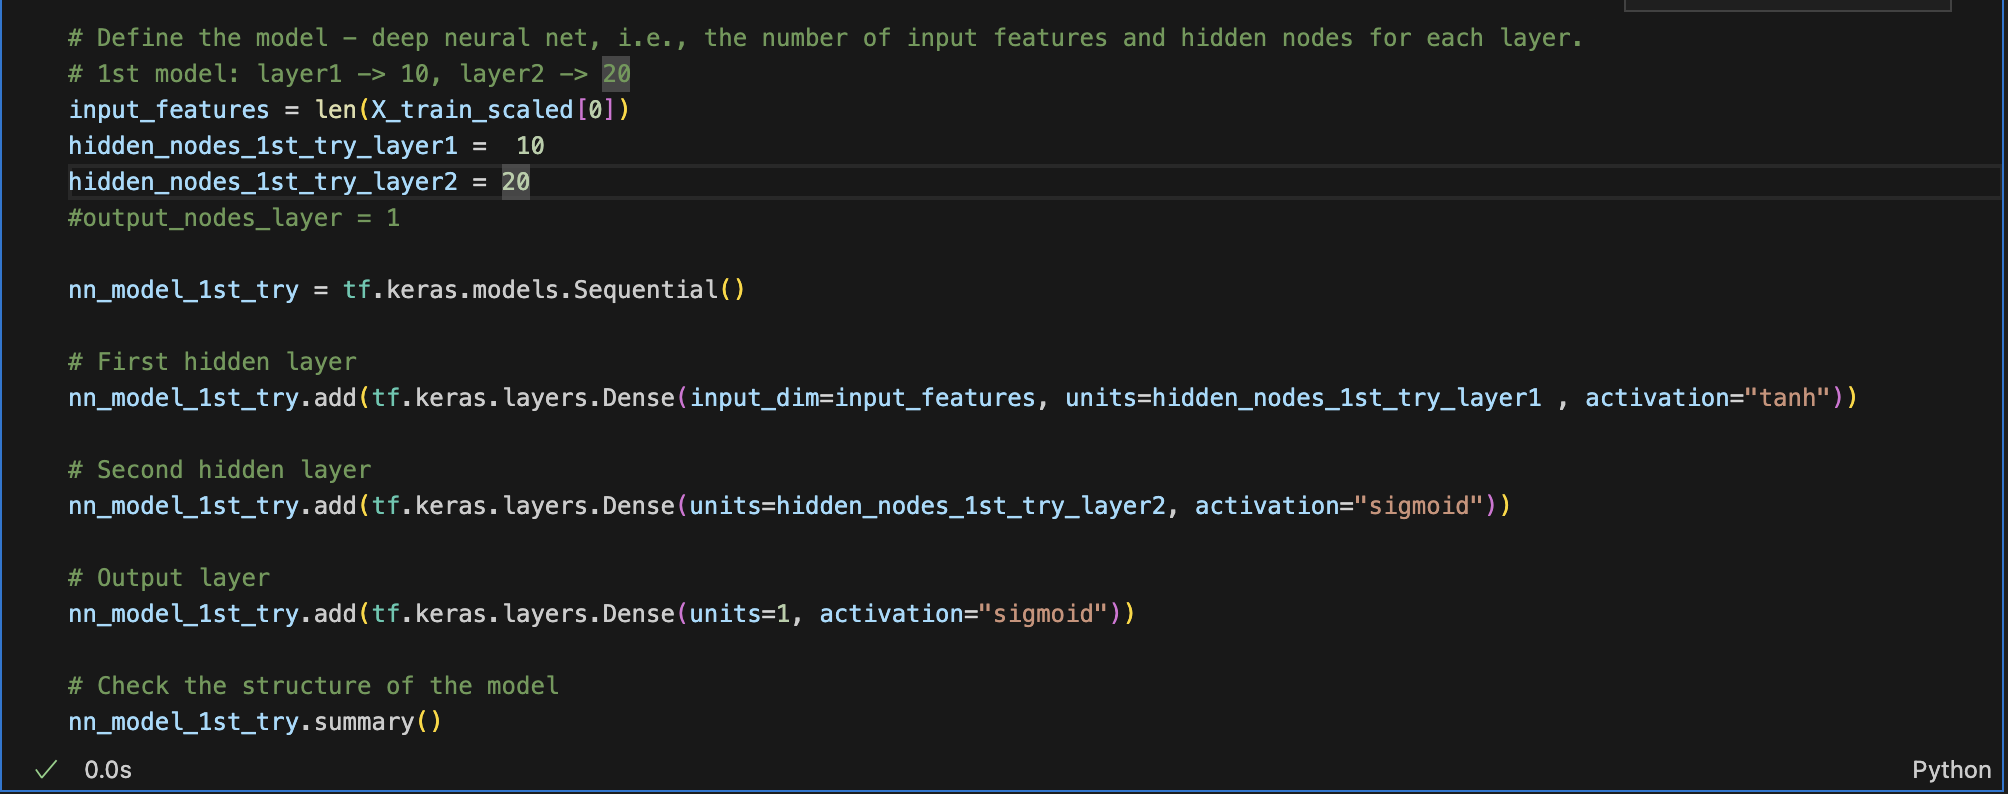 # Define the model - deep neural net, i.e., the number of input features and hidden nodes for each layer.
# 1st model: layer1 -> 10, layer2 -> 20
input_features = len(X_train_scaled[0])
hidden_nodes_1st_try_layer1 =  10
hidden_nodes_1st_try_layer2 = 20
#output_nodes_layer = 1
nn_model_1st_try = tf.keras.models.Sequential()
# First hidden layer
nn_model_1st_try.add(tf.keras.layers.Dense(input_dim=input_features, units=hidden_nodes_1st_try_layer1 , activation="tanh"))
# Second hidden layer
nn_model_1st_try.add(tf.keras.layers.Dense(units=hidden_nodes_1st_try_layer2, activation="sigmoid"))
# Output layer
nn_model_1st_try.add(tf.keras.layers.Dense(units=1, activation="sigmoid"))
# Check the structure of the model
nn_model_1st_try.summary()
0.0s
Python